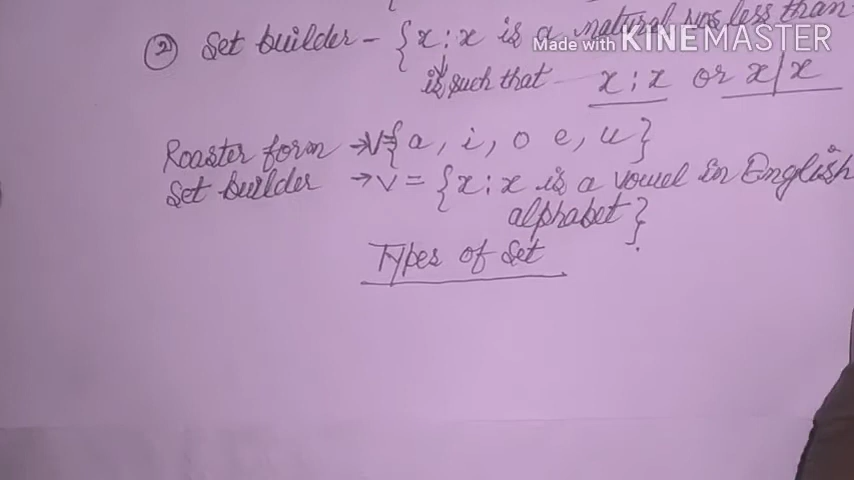 ② Set builder - {x : x is a natural nos less than
Made with KINEMASTER
is such that x : x or x | x
Roaster form → V = {a, i, o e, u}
Set builder → V = {x : x is a vowel in English
alphabet}.
Types of Set